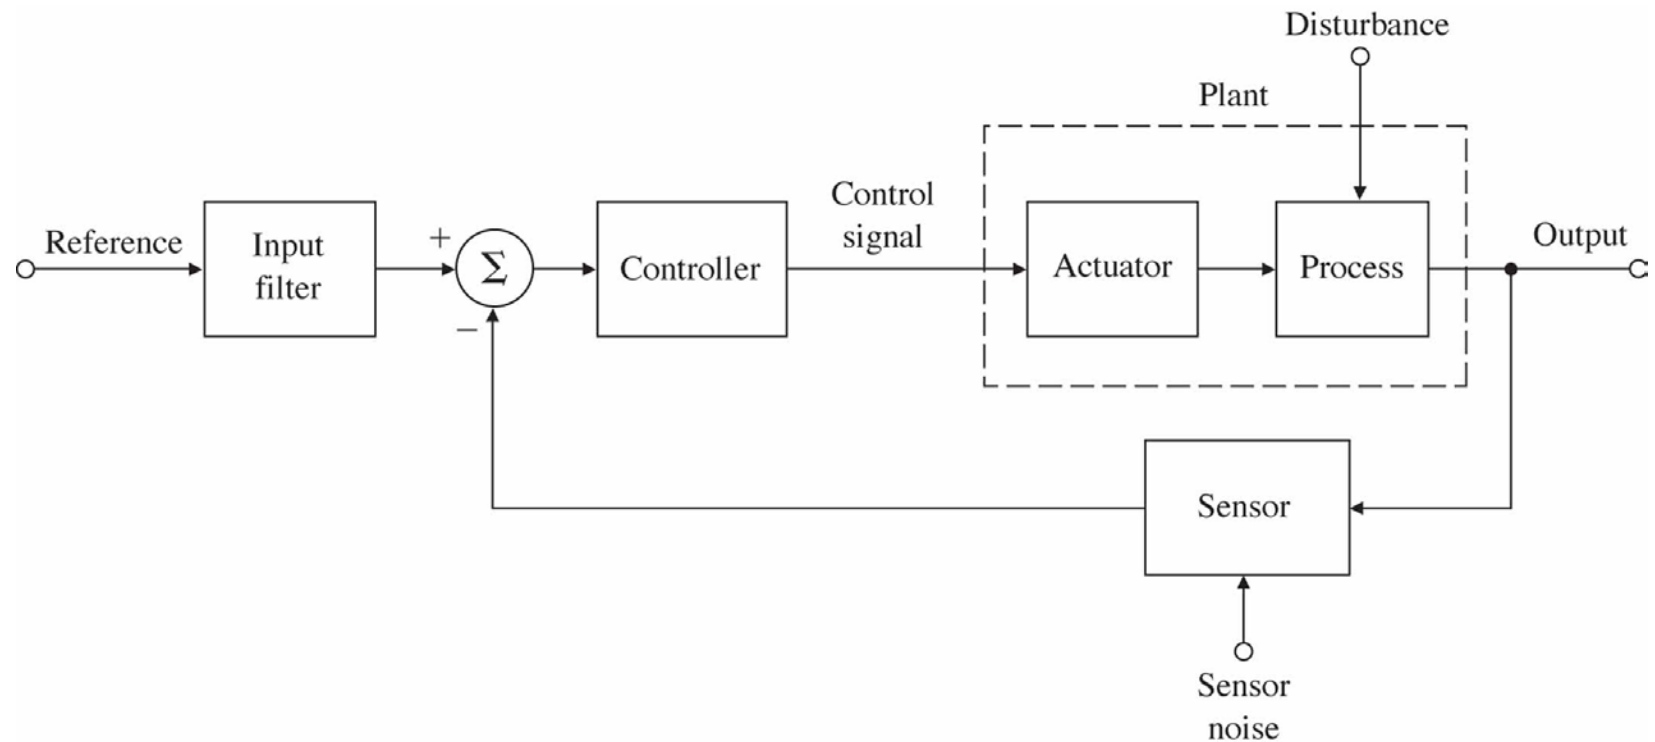 Disturbance
Plant
Reference
Input
filter
+
Σ
−
Controller
Control
signal
Actuator
Process
Output
Sensor
Sensor
noise